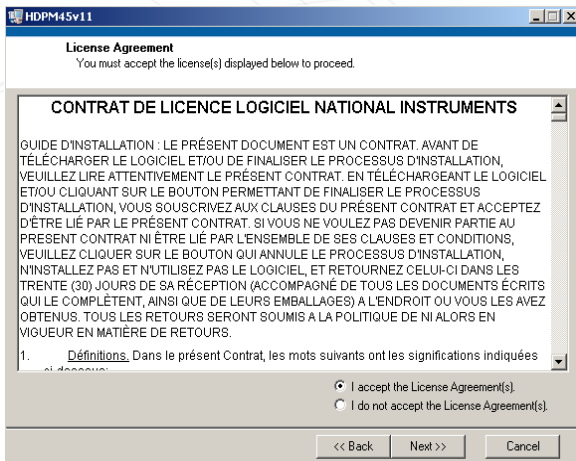 HDPM45v11
License Agreement
You must accept the license(s) displayed below to proceed.
CONTRAT DE LICENCE LOGICIEL NATIONAL INSTRUMENTS
GUIDE D'INSTALLATION : LE PRÉSENT DOCUMENT EST UN CONTRAT. AVANT DE
TÉLÉCHARGER LE LOGICIEL ET/OU DE FINALISER LE PROCESSUS D'INSTALLATION,
VEUILLEZ LIRE ATTENTIVEMENT LE PRÉSENT CONTRAT. EN TÉLÉCHARGEANT LE LOGICIEL
ET/OU CLIQUANT SUR LE BOUTON PERMETTANT DE FINALISER LE PROCESSUS
D'INSTALLATION, VOUS SOUSCRIVEZ AUX CLAUSES DU PRÉSENT CONTRAT ET ACCEPTEZ
D'ÊTRE LIÉ PAR LE PRÉSENT CONTRAT. SI VOUS NE VOULEZ PAS DEVENIR PARTIE AU
PRESENT CONTRAT NI ÊTRE LIÉ PAR L'ENSEMBLE DE SES CLAUSES ET CONDITIONS,
VEUILLEZ CLIQUER SUR LE BOUTON QUI ANNULE LE PROCESSUS D'INSTALLATION,
N'INSTALLEZ PAS ET N'UTILISEZ PAS LE LOGICIEL, ET RETOURNEZ CELUI-CI DANS LES
TRENTE (30) JOURS DE SA RÉCEPTION (ACCOMPAGNÉ DE TOUS LES DOCUMENTS ÉCRITS
QUI LE COMPLÈTENT, AINSI QUE DE LEURS EMBALLAGES) A L'ENDROIT OU VOUS LES AVEZ
OBTENUS. TOUS LES RETOURS SERONT SOUMIS A LA POLITIQUE DE NI ALORS EN
VIGUEUR EN MATIÈRE DE RETOURS.
1. Définitions. Dans le présent Contrat, les mots suivants ont les significations indiquées
I accept the License Agreement(s).
I do not accept the License Agreement(s).
<< Back Next >> Cancel